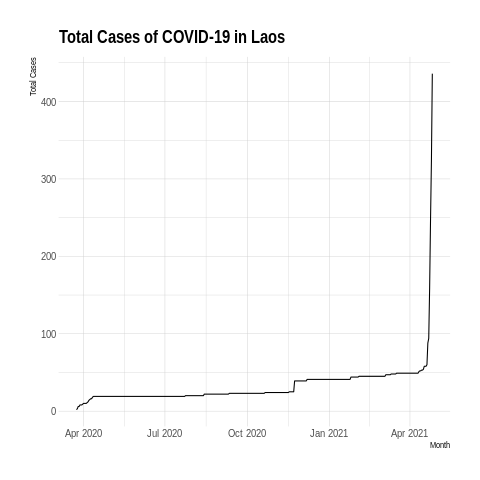 Total Cases of COVID-19 in Laos
Total Cases
400
300
200
100
0
Apr 2020 Jul 2020 Oct 2020 Jan 2021 Apr 2021
Month